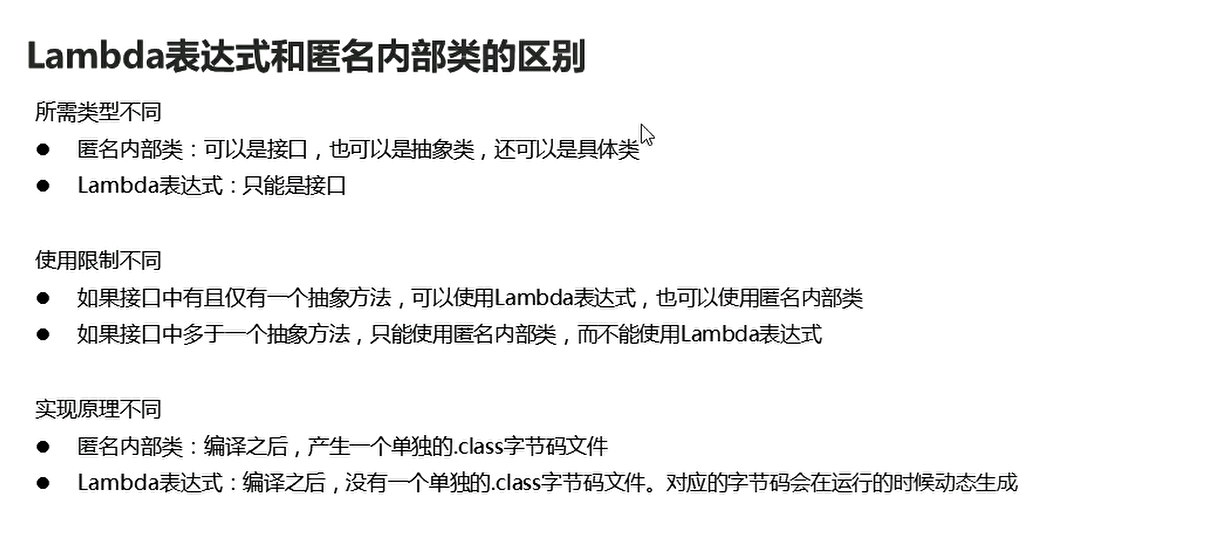 Lambda表达式和匿名内部类的区别
所需类型不同
● 匿名内部类：可以是接口，也可以是抽象类，还可以是具体类
● Lambda表达式：只能是接口
使用限制不同
● 如果接口中有且仅有一个抽象方法，可以使用Lambda表达式，也可以使用匿名内部类
● 如果接口中多于一个抽象方法，只能使用匿名内部类，而不能使用Lambda表达式
实现原理不同
● 匿名内部类：编译之后，产生一个单独的.class字节码文件
● Lambda表达式：编译之后，没有一个单独的.class字节码文件。对应的字节码会在运行的时候动态生成